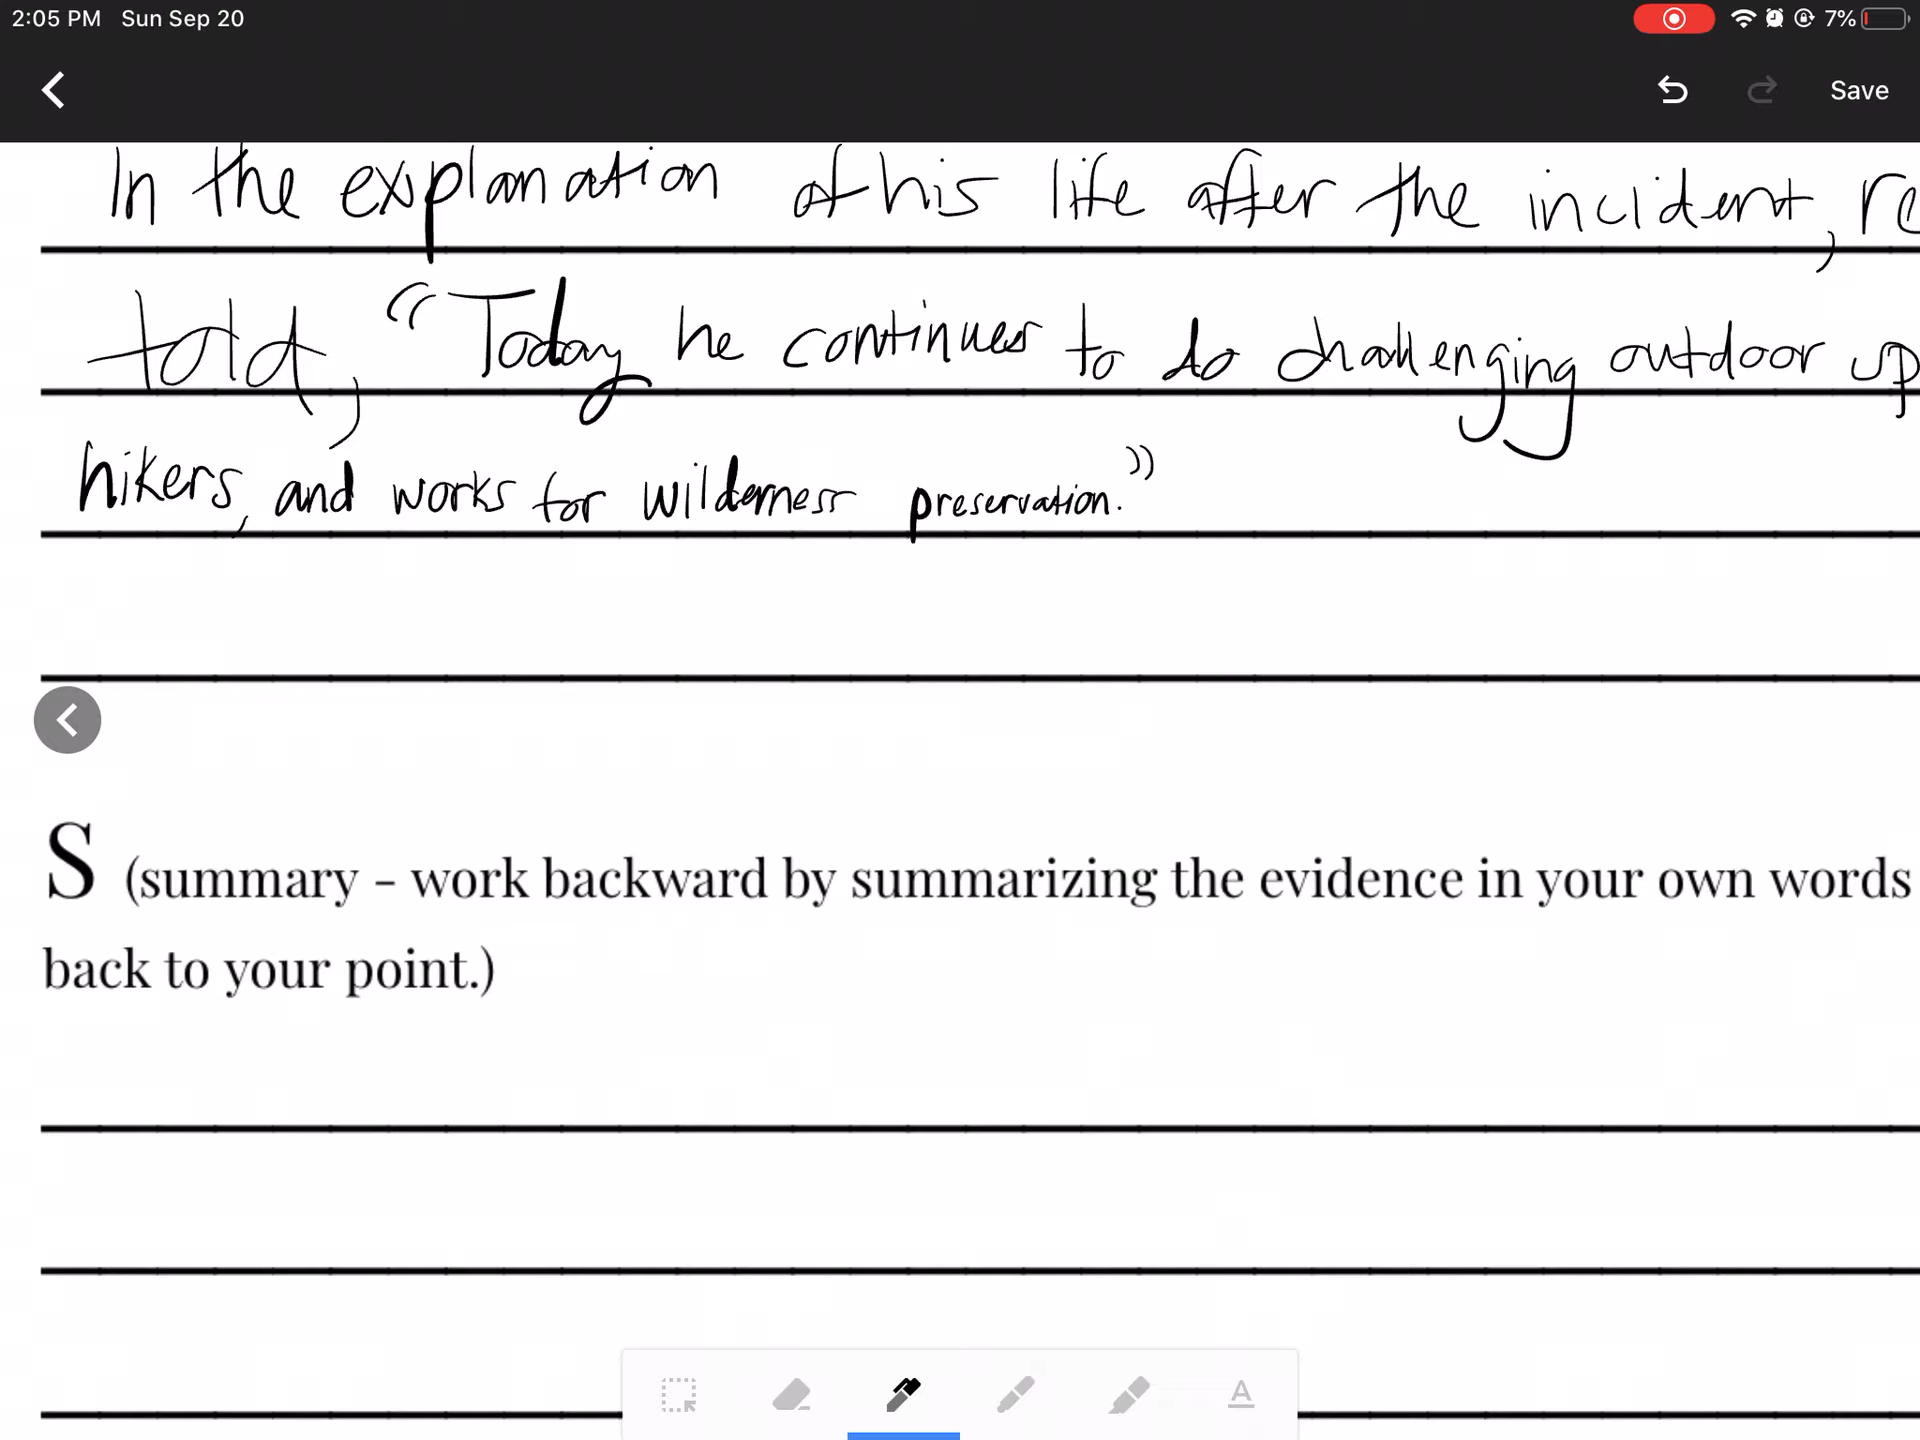 2:05 PM Sun Sep 20 7%
Save
In the explanation of his life after the incident, re
told, "Today he continues to do challenging outdoor up
hikers, and works for wilderness preservation."
S (summary - work backward by summarizing the evidence in your own words
back to your point.)
A